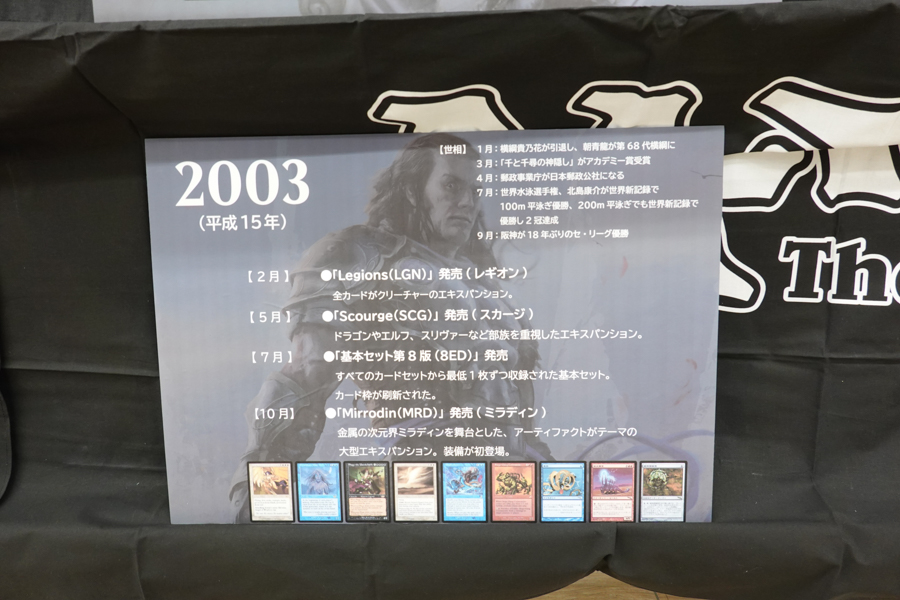 2003
(平成15年)
【世相】 1月：横綱貴乃花が引退し、朝青龍が第68代横綱に
3月：「千と千尋の神隠し」がアカデミー賞受賞
4月：郵政事業庁が日本郵政公社になる
7月：世界水泳選手権、北島康介が世界新記録で
100m平泳ぎ優勝、200m平泳ぎでも世界新記録で
優勝し2冠達成
9月：阪神が18年ぶりのセ・リーグ優勝
【2月】 ●「Legions(LGN)」発売(レギオン)
全カードがクリーチャーのエキスパンション。
【5月】 ●「Scourge(SCG)」発売(スカージ)
ドラゴンやエルフ、スリヴァーなど部族を重視したエキスパンション。
【7月】 ●「基本セット第8版(8ED)」発売
すべてのカードセットから最低1枚ずつ収録された基本セット。
カード枠が刷新された。
【10月】 ●「Mirrodin(MRD)」発売(ミラディン)
金属の次元界ミラディンを舞台とした、アーティファクトがテーマの
大型エキスパンション。装備が初登場。
The